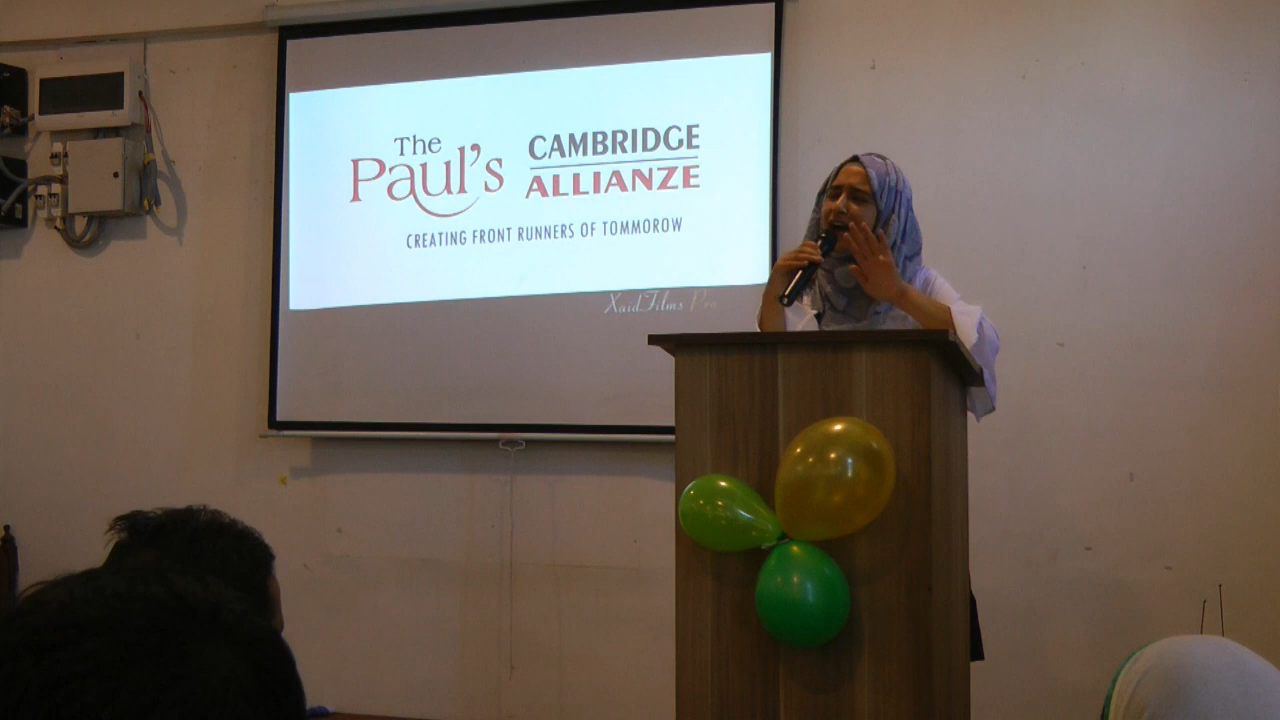 The
Paul's
CAMBRIDGE
ALLIANZE
CREATING FRONT RUNNERS OF TOMMOROW
XaidFilms Pro